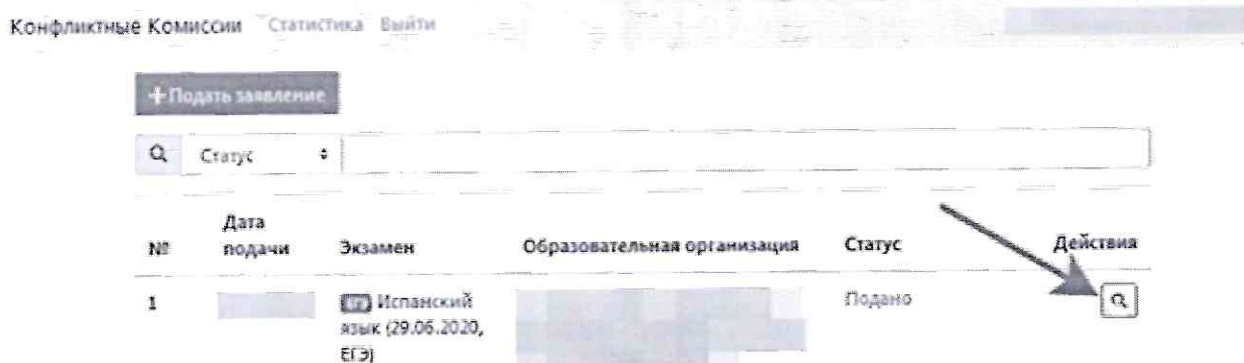 Конфликтные Комиссии Статистика Выйти
+ Подать заявление
Статус
Дата
№ подачи Экзамен Образовательная организация Статус Действия
1 Испанский Подано
язык (29.06.2020,
ЕГЭ)